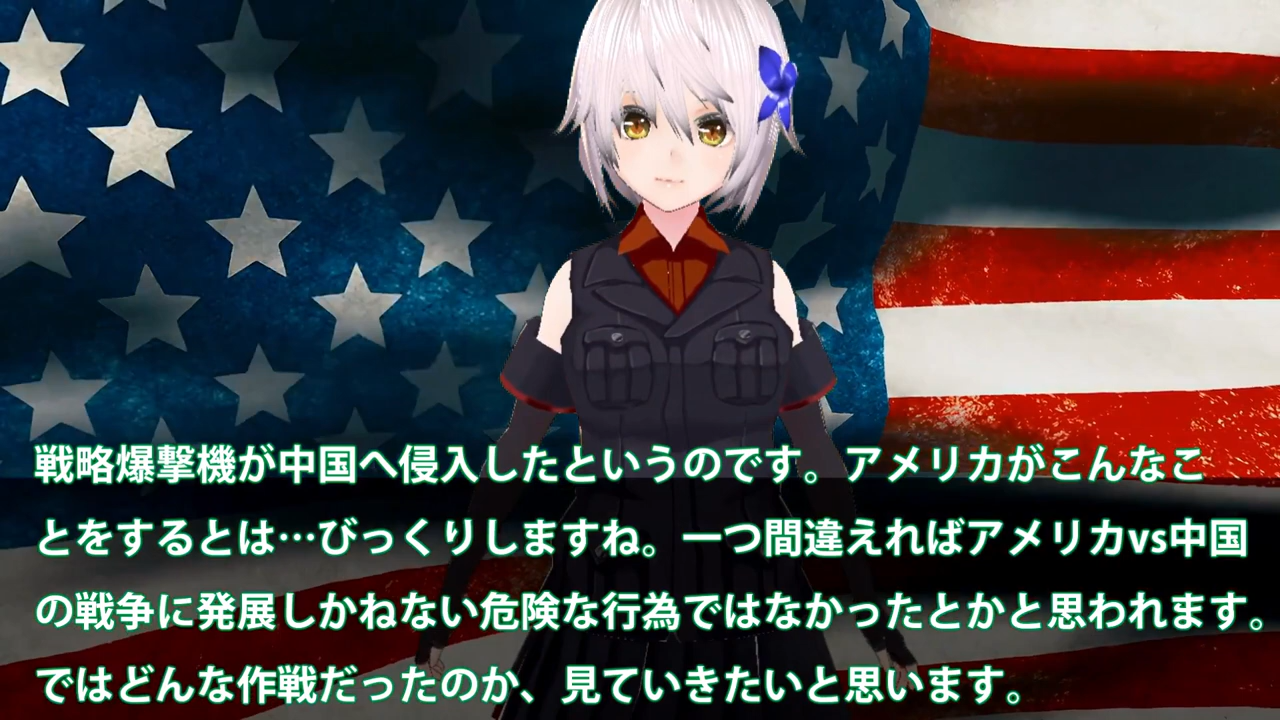 戦略爆撃機が中国へ侵入したというのです。アメリカがこんなこ
とをするとは…びっくりしますね。一つ間違えればアメリカvs中国
の戦争に発展しかねない危険な行為ではなかったとかと思われます。
ではどんな作戦だったのか、見ていきたいと思います。